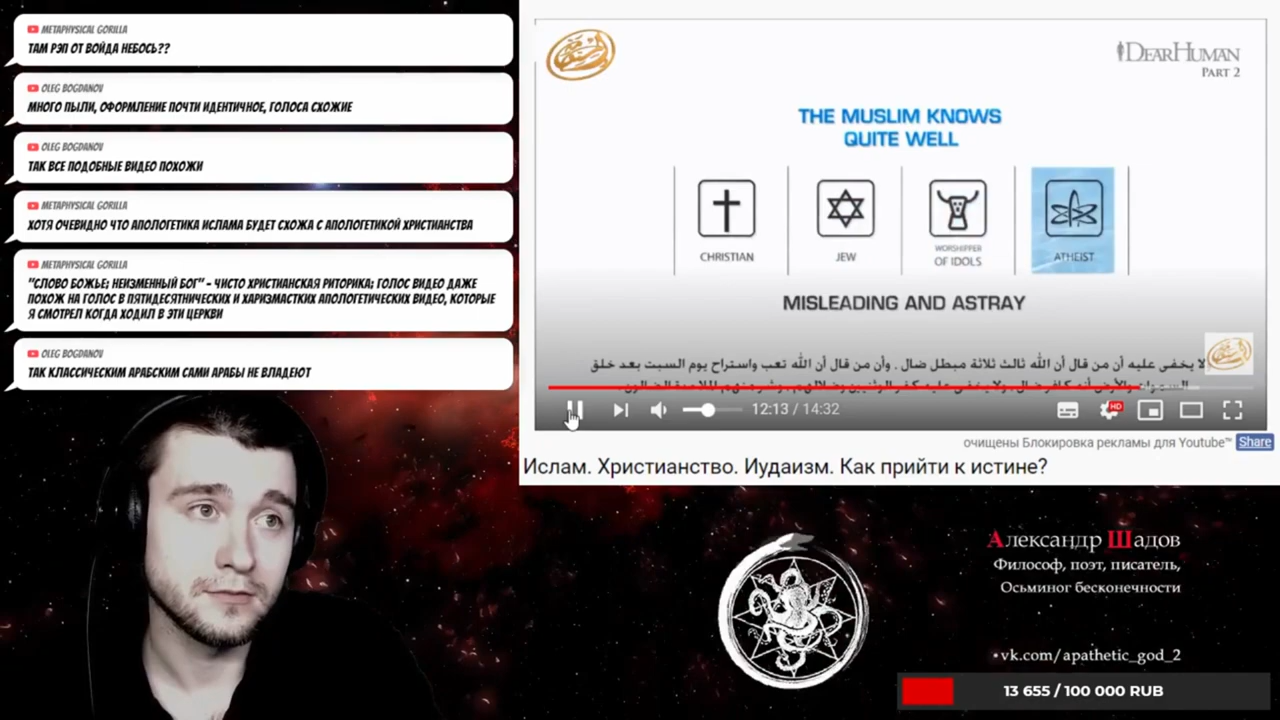 METAPHYSICAL GORILLA
ТАМ РЭП ОТ ВОЙДА НЕБОСЬ??
OLEG BOGDANOV
МНОГО ПЫЛИ, ОФОРМЛЕНИЕ ПОЧТИ ИДЕНТИЧНОЕ, ГОЛОСА СХОЖИЕ
OLEG BOGDANOV
ТАК ВСЕ ПОДОБНЫЕ ВИДЕО ПОХОЖИ
METAPHYSICAL GORILLA
ХОТЯ ОЧЕВИДНО ЧТО АПОЛОГЕТИКА ИСЛАМА БУДЕТ СХОЖА С АПОЛОГЕТИКОЙ ХРИСТИАНСТВА
METAPHYSICAL GORILLA
"СЛОВО БОЖЬЕ; НЕИЗМЕННЫЙ БОГ" - ЧИСТО ХРИСТИАНСКАЯ РИТОРИКА; ГОЛОС ВИДЕО ДАЖЕ
ПОХОЖ НА ГОЛОС В ПЯТИДЕСЯТНИЧЕСКИХ И ХАРИЗМАСТКИХ АПОЛОГЕТИЧЕСКИХ ВИДЕО, КОТОРЫЕ
Я СМОТРЕЛ КОГДА ХОДИЛ В ЭТИ ЦЕРКВИ
OLEG BOGDANOV
ТАК КЛАССИЧЕСКИМ АРАБСКИМ САМИ АРАБЫ НЕ ВЛАДЕЮТ
DEARHUMAN
PART 2
THE MUSLIM KNOWS
QUITE WELL
CHRISTIAN
JEW
WORSHIPPER
OF IDOLS
ATHEIST
MISLEADING AND ASTRAY
لا يخفى عليه أن من قال أن الله ثالث ثلاثة مبطل ضال . وأن من قال أن الله تعب واستراح يوم السبت بعد خلق
12:13 / 14:32
HD
очищены Блокировка рекламы для Youtube™ Share
Ислам. Христианство. Иудаизм. Как прийти к истине?
Александр Шадов
Философ, поэт, писатель,
Осьминог бесконечности
•vk.com/apathetic_god_2
13 655 / 100 000 RUB